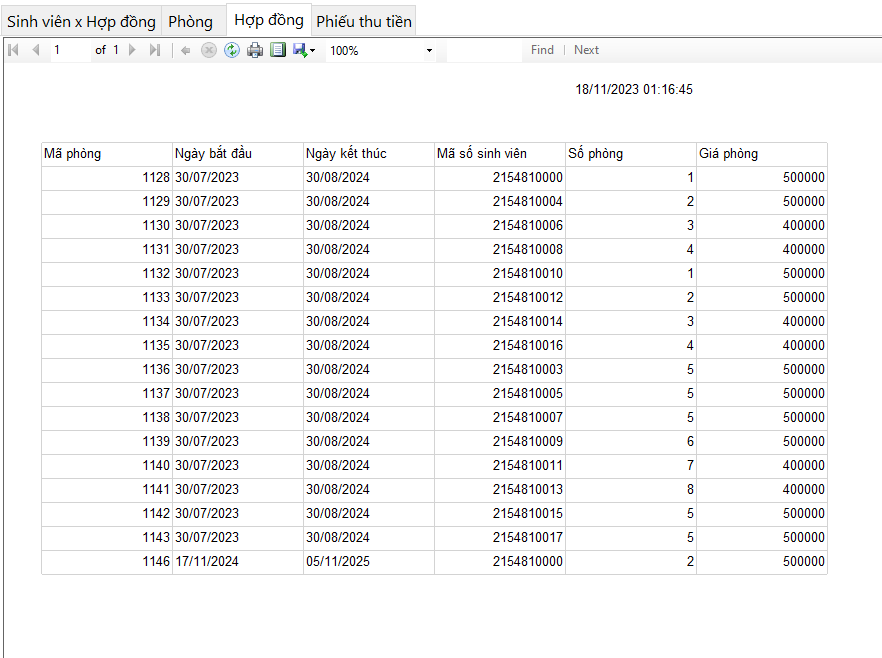 Sinh viên x Hợp đồng Phòng Hợp đồng Phiếu thu tiền
1 of 1 100% Find | Next
18/11/2023 01:16:45
Mã phòng Ngày bắt đầu Ngày kết thúc Mã số sinh viên Số phòng Giá phòng
1128 30/07/2023 30/08/2024 2154810000 1 500000
1129 30/07/2023 30/08/2024 2154810004 2 500000
1130 30/07/2023 30/08/2024 2154810006 3 400000
1131 30/07/2023 30/08/2024 2154810008 4 400000
1132 30/07/2023 30/08/2024 2154810010 1 500000
1133 30/07/2023 30/08/2024 2154810012 2 500000
1134 30/07/2023 30/08/2024 2154810014 3 400000
1135 30/07/2023 30/08/2024 2154810016 4 400000
1136 30/07/2023 30/08/2024 2154810003 5 500000
1137 30/07/2023 30/08/2024 2154810005 5 500000
1138 30/07/2023 30/08/2024 2154810007 5 500000
1139 30/07/2023 30/08/2024 2154810009 6 500000
1140 30/07/2023 30/08/2024 2154810011 7 400000
1141 30/07/2023 30/08/2024 2154810013 8 400000
1142 30/07/2023 30/08/2024 2154810015 5 500000
1143 30/07/2023 30/08/2024 2154810017 5 500000
1146 17/11/2024 05/11/2025 2154810000 2 500000